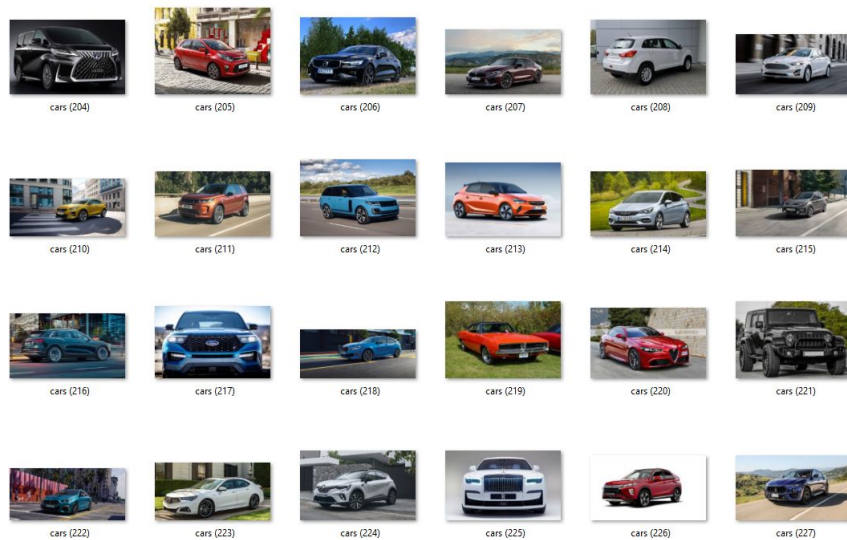 cars (204)
cars (205)
cars (206)
cars (207)
cars (208)
cars (209)
cars (210)
cars (211)
cars (212)
cars (213)
cars (214)
cars (215)
cars (216)
cars (217)
cars (218)
cars (219)
cars (220)
cars (221)
cars (222)
cars (223)
cars (224)
cars (225)
cars (226)
cars (227)